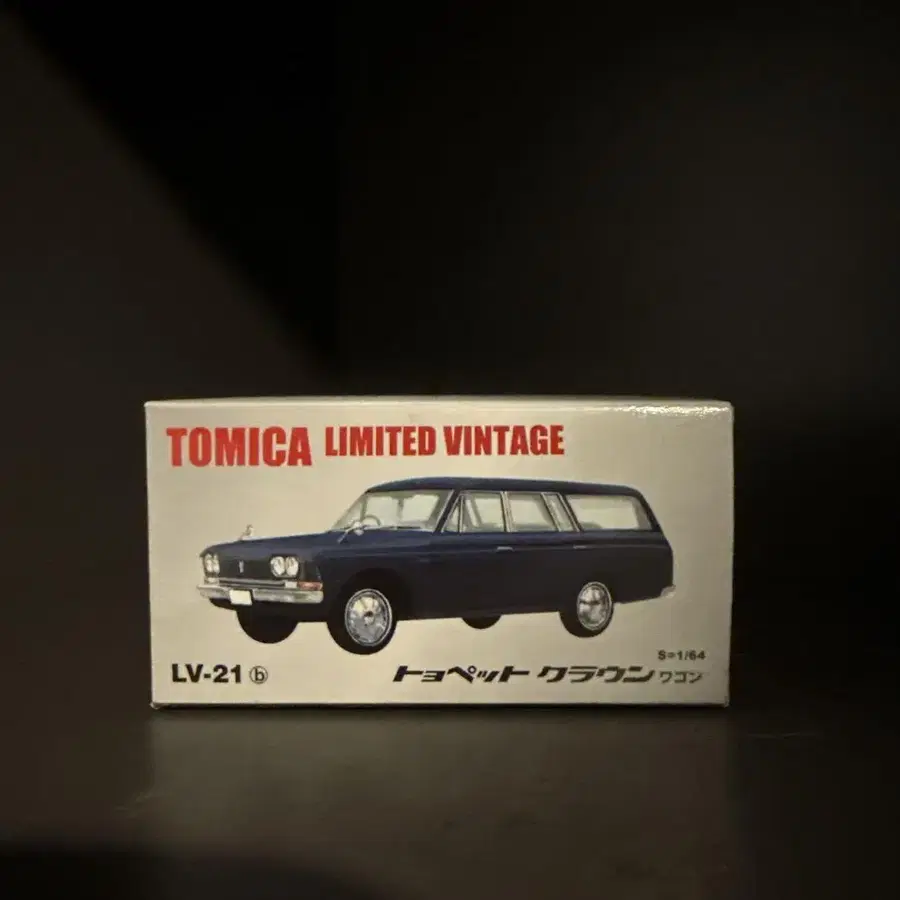 TOMICA LIMITED VINTAGE
S=1/64
LV-21 ⓑ トヨペット クラウン ワゴン